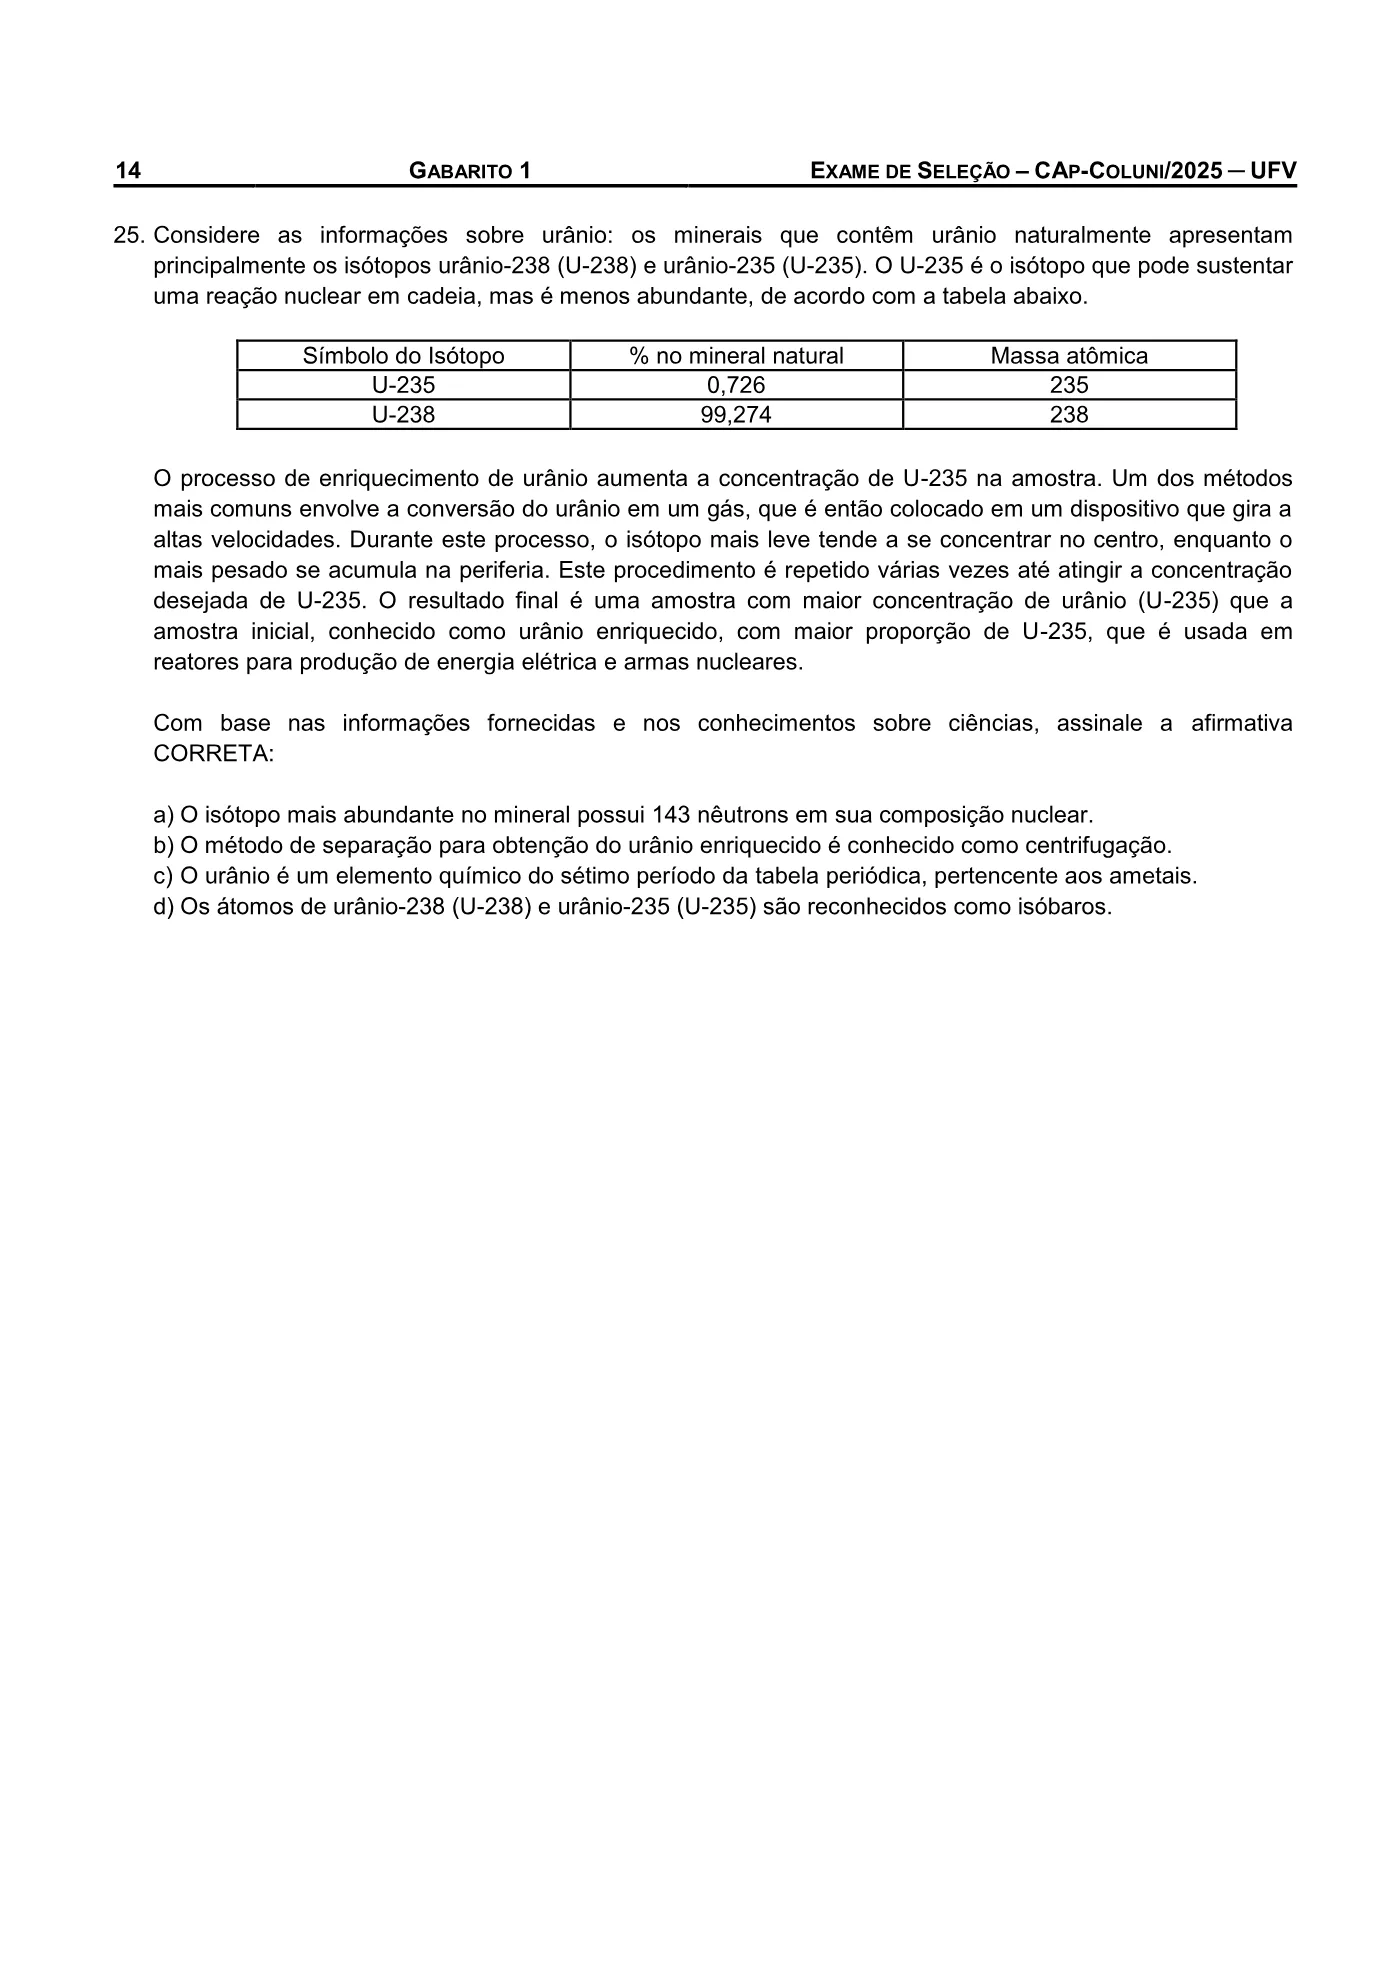 14 GABARITO 1 EXAME DE SELEÇÃO – CAP-COLUNI/2025 — UFV
25. Considere as informações sobre urânio: os minerais que contêm urânio naturalmente apresentam
principalmente os isótopos urânio-238 (U-238) e urânio-235 (U-235). O U-235 é o isótopo que pode sustentar
uma reação nuclear em cadeia, mas é menos abundante, de acordo com a tabela abaixo.
Símbolo do Isótopo % no mineral natural Massa atômica
U-235 0,726 235
U-238 99,274 238
O processo de enriquecimento de urânio aumenta a concentração de U-235 na amostra. Um dos métodos
mais comuns envolve a conversão do urânio em um gás, que é então colocado em um dispositivo que gira a
altas velocidades. Durante este processo, o isótopo mais leve tende a se concentrar no centro, enquanto o
mais pesado se acumula na periferia. Este procedimento é repetido várias vezes até atingir a concentração
desejada de U-235. O resultado final é uma amostra com maior concentração de urânio (U-235) que a
amostra inicial, conhecido como urânio enriquecido, com maior proporção de U-235, que é usada em
reatores para produção de energia elétrica e armas nucleares.
Com base nas informações fornecidas e nos conhecimentos sobre ciências, assinale a afirmativa
CORRETA:
a) O isótopo mais abundante no mineral possui 143 nêutrons em sua composição nuclear.
b) O método de separação para obtenção do urânio enriquecido é conhecido como centrifugação.
c) O urânio é um elemento químico do sétimo período da tabela periódica, pertencente aos ametais.
d) Os átomos de urânio-238 (U-238) e urânio-235 (U-235) são reconhecidos como isóbaros.